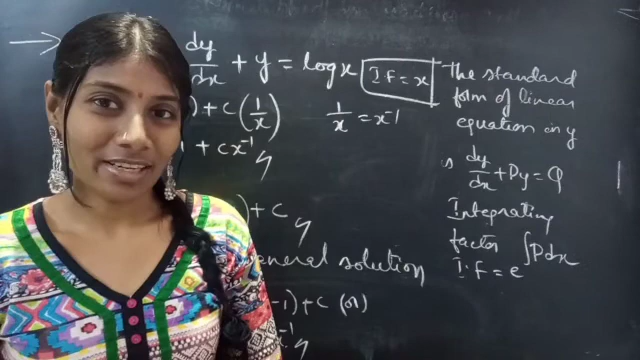 → dy/dx + y = log x
I.F = x
) + C (1/x)
1/x = x⁻¹
+ cx⁻¹
) + C
general solution
-1) + C (or)
The standard
form of linear
equation in y
is dy/dx + Py = Q
Integrating
factor
I.F = e^∫Pdx